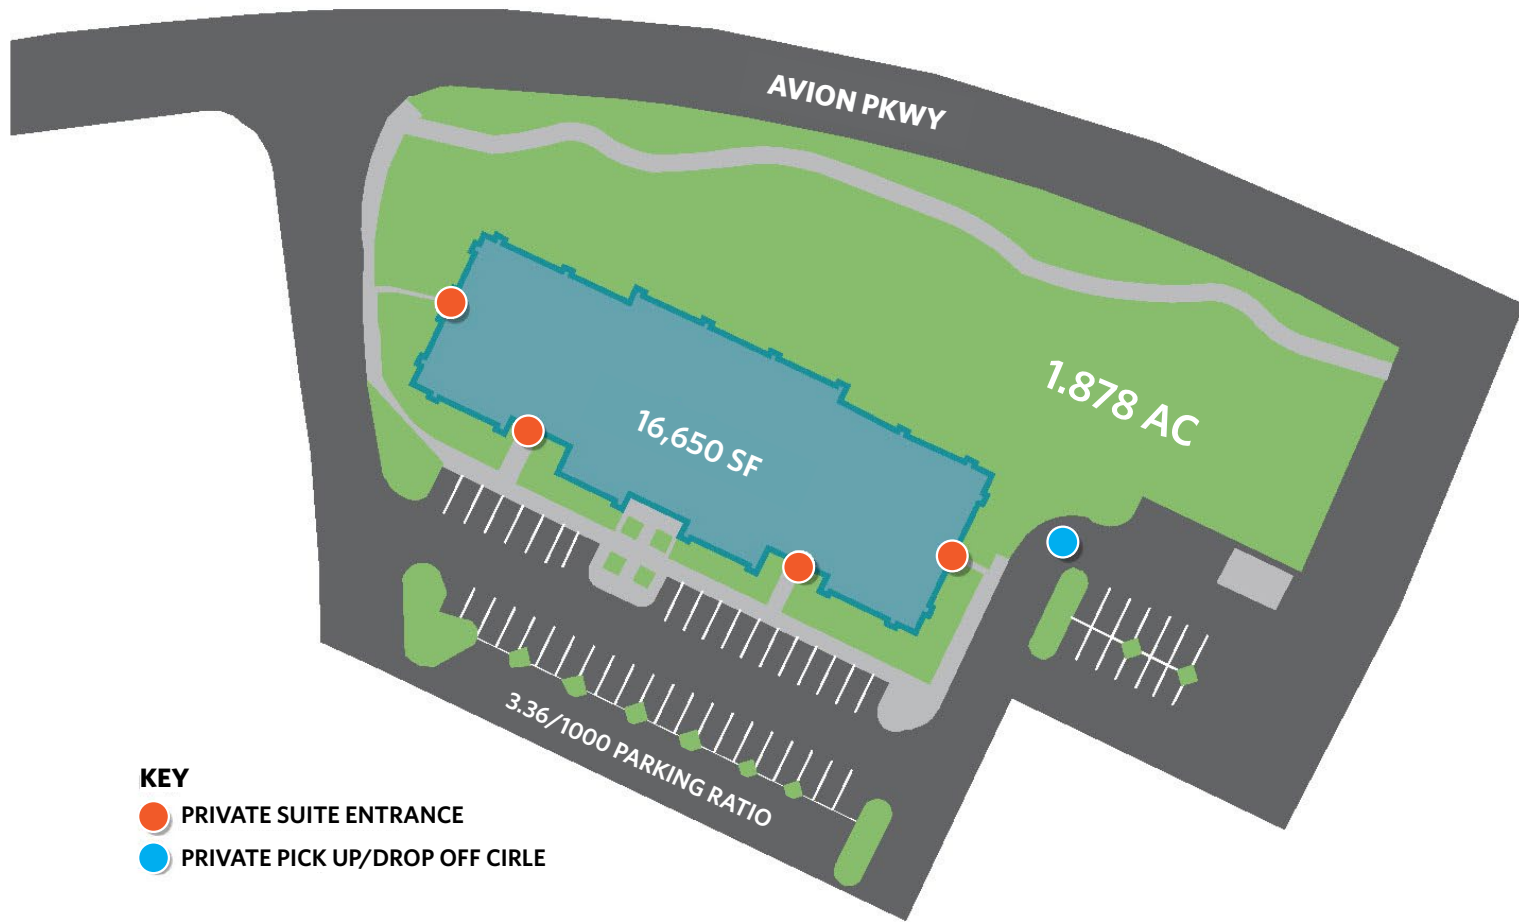 AVION PKWY
1.878 AC
16,650 SF
3.36/1000 PARKING RATIO
KEY
PRIVATE SUITE ENTRANCE
PRIVATE PICK UP/DROP OFF CIRLE